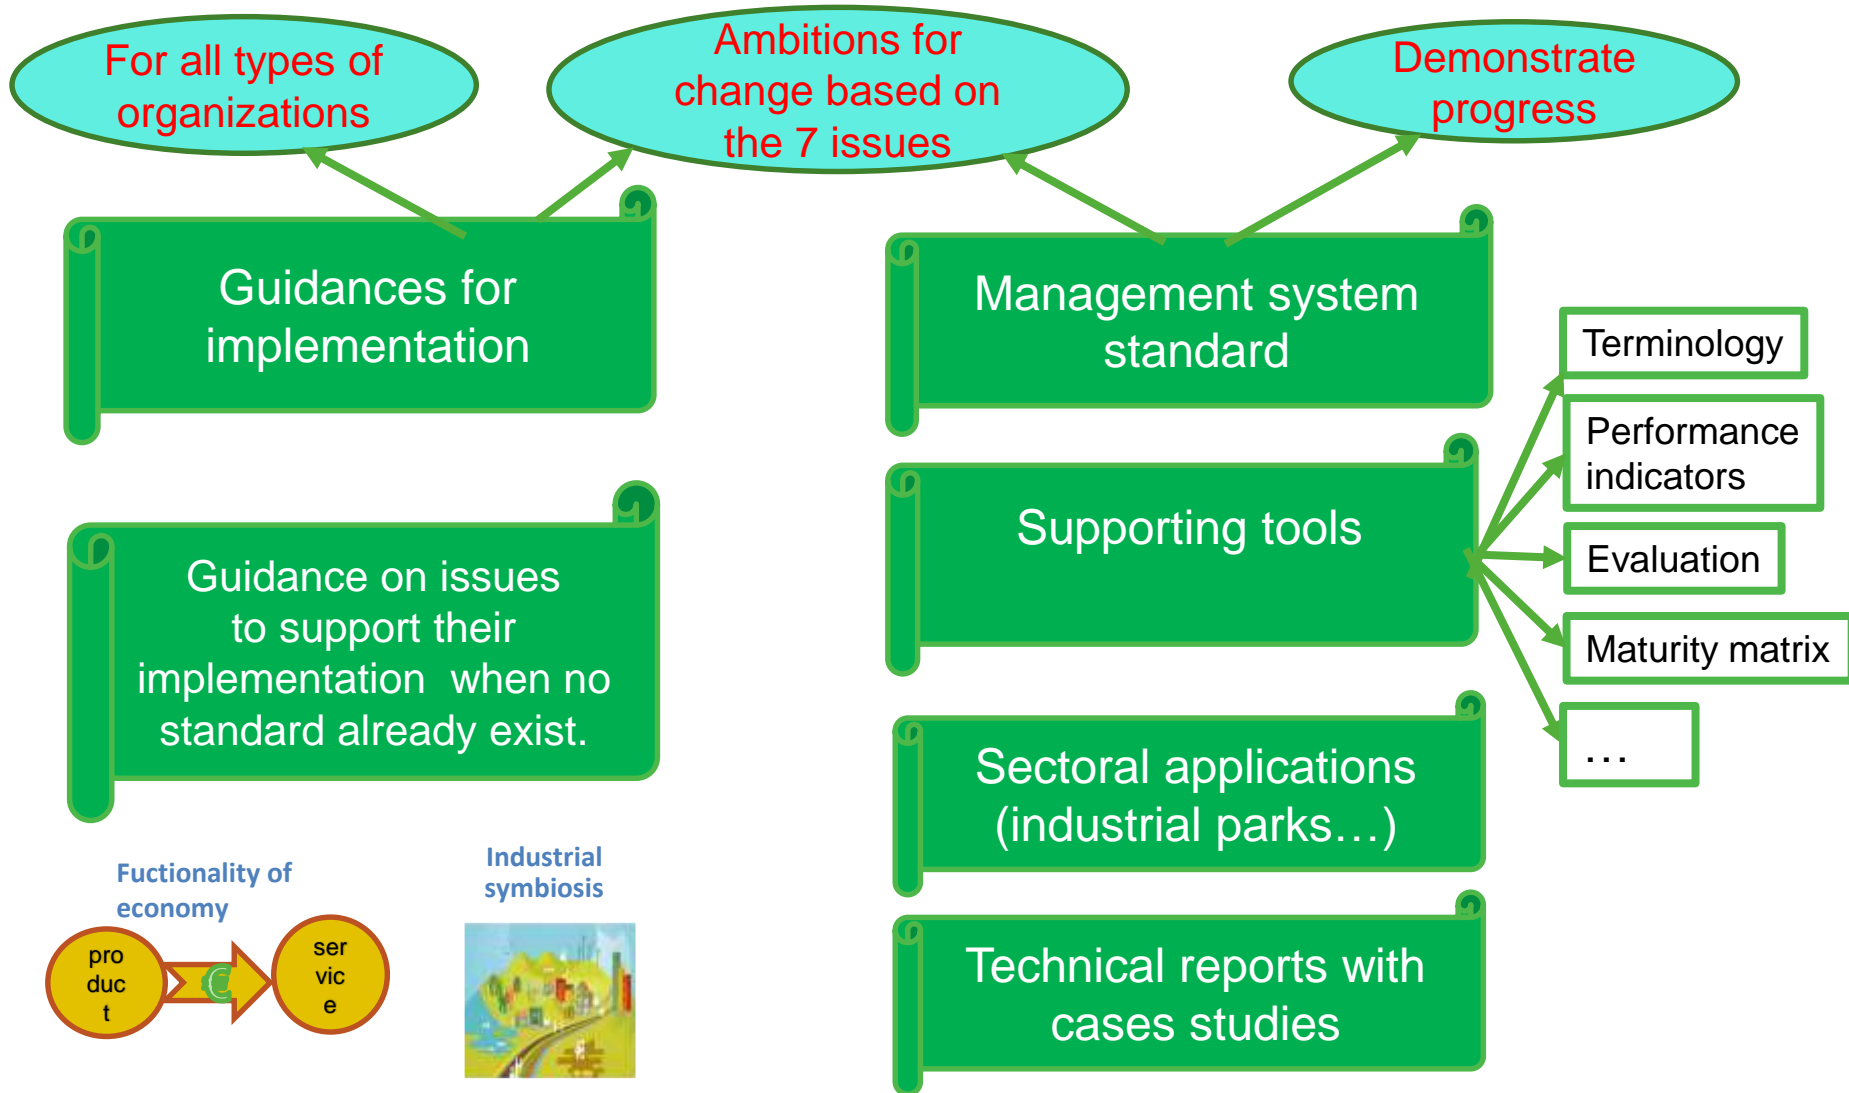 For all types of
organizations
Ambitions for
change based on
the 7 issues
Demonstrate
progress
Guidances for
implementation
Management system
standard
Terminology
Performance
indicators
Evaluation
Maturity matrix
...
Supporting tools
Guidance on issues
to support their
implementation  when no
standard already exist.
Sectoral applications
(industrial parks...)
Technical reports with
cases studies
Fuctionality of
economy
pro
duc
t
ser
vic
e
Industrial
symbiosis